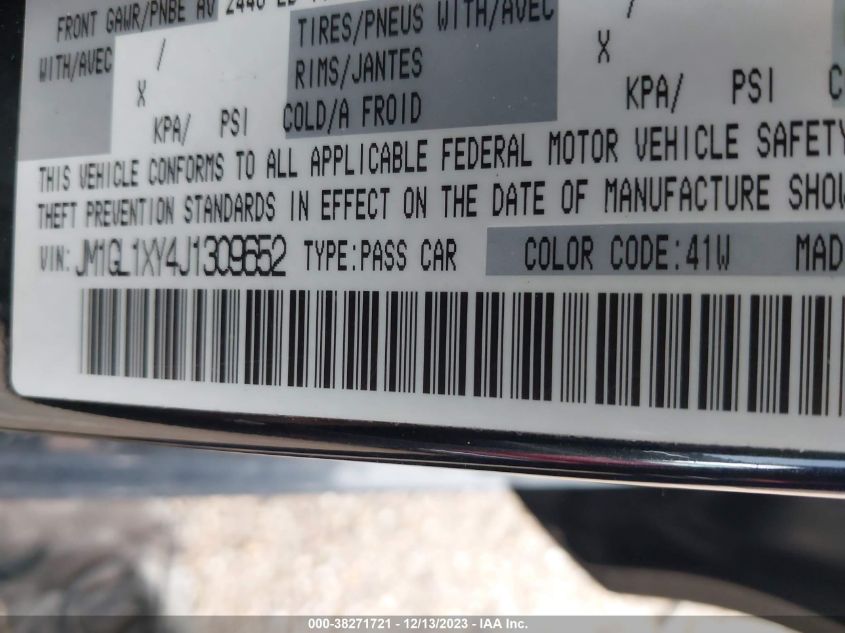 FRONT GAWR/PNBE AV 2446 LB
WITH/AVEC / TIRES/PNEUS WITH/AVEC /
X RIMS/JANTES X
KPA/ PSI COLD/A FROID KPA/ PSI
THIS VEHICLE CONFORMS TO ALL APPLICABLE FEDERAL MOTOR VEHICLE SAFETY
THEFT PREVENTION STANDARDS IN EFFECT ON THE DATE OF MANUFACTURE
VIN: JM1GL1XY4J1309652 TYPE:PASS CAR COLOR CODE:41W
000-38271721 - 12/13/2023 - IAA Inc.